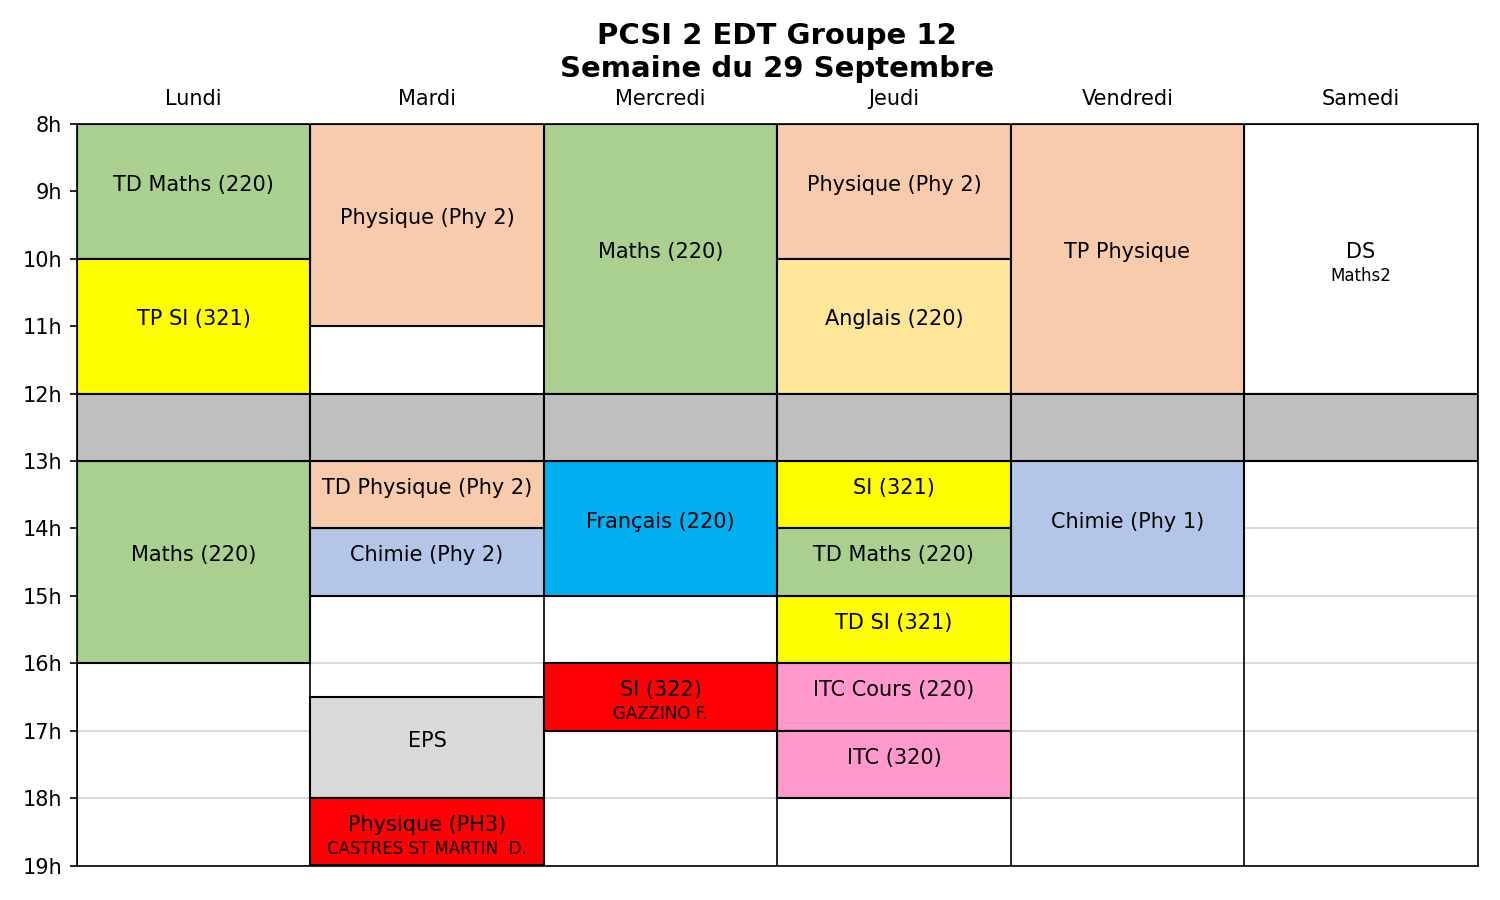 PCSI 2 EDT Groupe 12
Semaine du 29 Septembre
Lundi Mardi Mercredi Jeudi Vendredi Samedi
8h
TD Maths (220) Physique (Phy 2)
9h
Physique (Phy 2)
Maths (220) TP Physique DS
10h
Maths2
TP SI (321) Anglais (220)
11h
12h
13h
TD Physique (Phy 2) SI (321)
Français (220) Chimie (Phy 1)
14h
Maths (220) Chimie (Phy 2) TD Maths (220)
15h
TD SI (321)
16h
SI (322) ITC Cours (220)
GAZZINO F.
17h
EPS
ITC (320)
18h
Physique (PH3)
CASTRES ST MARTIN  D.
19h